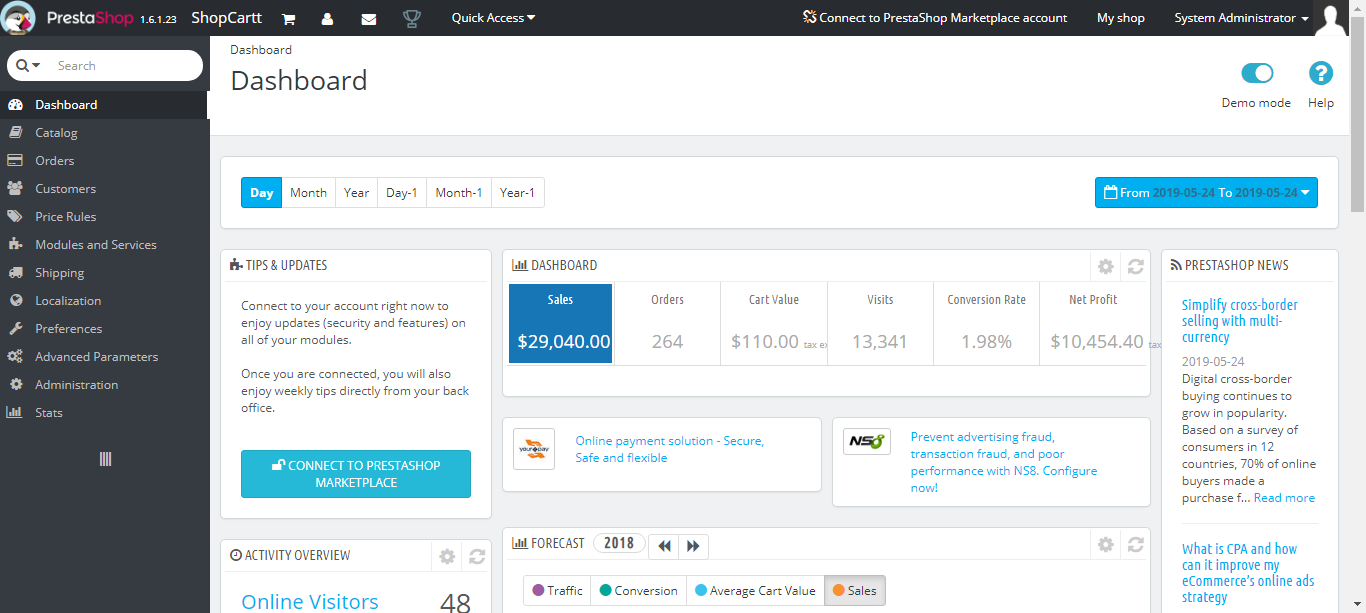 PrestaShop 1.6.1.23 ShopCartt Quick Access Connect to PrestaShop Marketplace account My shop System Administrator
Search
Dashboard
Catalog
Orders
Customers
Price Rules
Modules and Services
Shipping
Localization
Preferences
Advanced Parameters
Administration
Stats
Dashboard
Dashboard
Demo mode
Help
Day Month Year Day-1 Month-1 Year-1
From 2019-05-24 To 2019-05-24
TIPS & UPDATES
Connect to your account right now to
enjoy updates (security and features) on
all of your modules.
Once you are connected, you will also
enjoy weekly tips directly from your back
office.
CONNECT TO PRESTASHOP
MARKETPLACE
ACTIVITY OVERVIEW
Online Visitors 48
DASHBOARD
Sales Orders Cart Value Visits Conversion Rate Net Profit
$29,040.00 264 $110.00 tax ex 13,341 1.98% $10,454.40 tax
Online payment solution - Secure,
Safe and flexible
NS8
Prevent advertising fraud,
transaction fraud, and poor
performance with NS8. Configure
now!
FORECAST 2018
Traffic Conversion Average Cart Value Sales
PRESTASHOP NEWS
Simplify cross-border
selling with multi-
currency
2019-05-24
Digital cross-border
buying continues to
grow in popularity.
Based on a survey of
consumers in 12
countries, 70% of online
buyers made a
purchase f... Read more
What is CPA and how
can it improve my
eCommerce's online ads
strategy